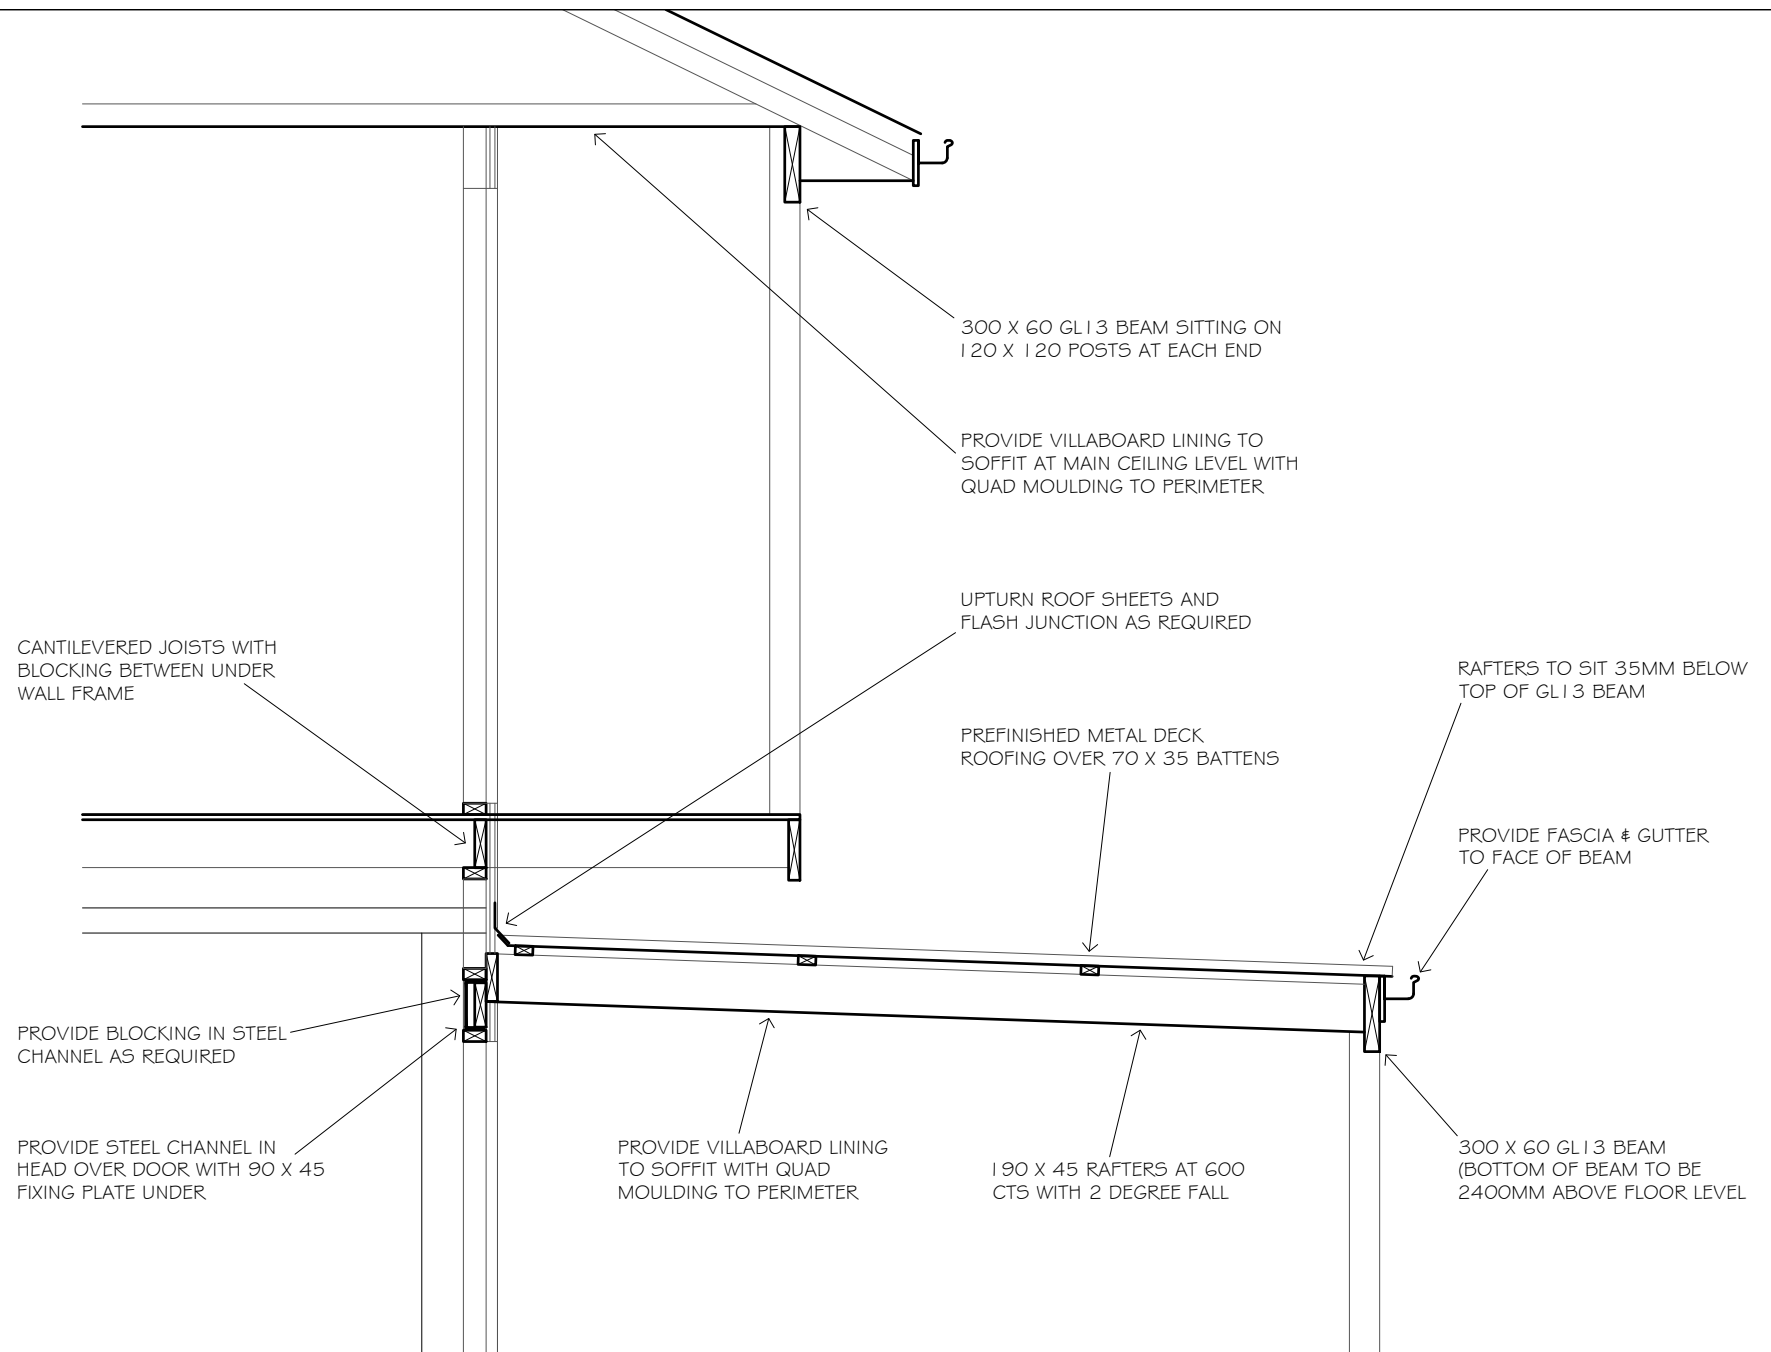 300 X 60 GL13 BEAM SITTING ON
120 X 120 POSTS AT EACH END
PROVIDE VILLABOARD LINING TO
SOFFIT AT MAIN CEILING LEVEL WITH
QUAD MOULDING TO PERIMETER
UPTURN ROOF SHEETS AND
FLASH JUNCTION AS REQUIRED
CANTILEVERED JOISTS WITH
BLOCKING BETWEEN UNDER
WALL FRAME
RAFTERS TO SIT 35MM BELOW
TOP OF GL13 BEAM
PREFINISHED METAL DECK
ROOFING OVER 70 X 35 BATTENS
PROVIDE FASCIA & GUTTER
TO FACE OF BEAM
PROVIDE BLOCKING IN STEEL
CHANNEL AS REQUIRED
PROVIDE STEEL CHANNEL IN
HEAD OVER DOOR WITH 90 X 45
FIXING PLATE UNDER
PROVIDE VILLABOARD LINING
TO SOFFIT WITH QUAD
MOULDING TO PERIMETER
190 X 45 RAFTERS AT 600
CTS WITH 2 DEGREE FALL
300 X 60 GL13 BEAM
(BOTTOM OF BEAM TO BE
2400MM ABOVE FLOOR LEVEL